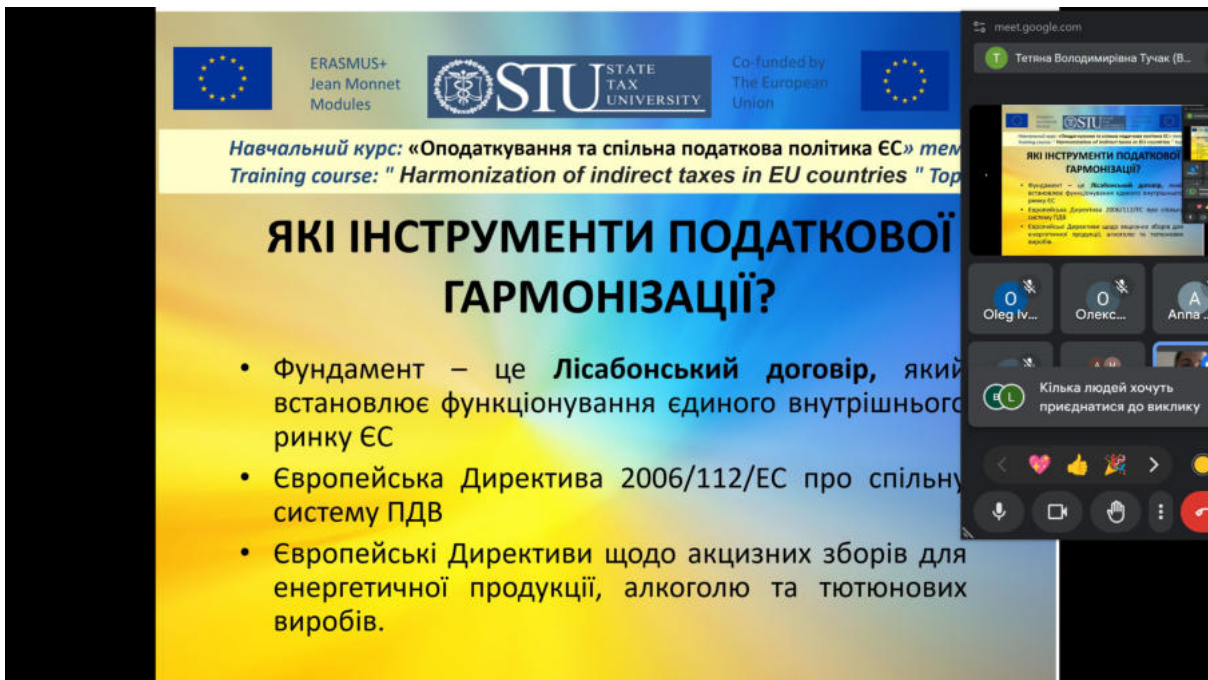 ERASMUS+
Jean Monnet
Modules
STU
STATE
TAX
UNIVERSITY
Co-funded by
The European
Union
Навчальний курс: «Оподаткування та спільна податкова політика ЄС» тем
Training course: " Harmonization of indirect taxes in EU countries " Top
ЯКІ ІНСТРУМЕНТИ ПОДАТКОВОЇ
ГАРМОНІЗАЦІЇ?
• Фундамент – це Лісабонський договір, який
встановлює функціонування єдиного внутрішнього
ринку ЄС
• Європейська Директива 2006/112/ЕС про спільну
систему ПДВ
• Європейські Директиви щодо акцизних зборів для
енергетичної продукції, алкоголю та тютюнових
виробів.
meet.google.com
Т Тетяна Володимирівна Тучак (В...
ЯКІ ІНСТРУМЕНТИ ПОДАТКОВОЇ
ГАРМОНІЗАЦІЇ?
O
Oleg Iv...
О
Олекс...
A
Anna
B L
Кілька людей хочуть
приєднатися до виклику